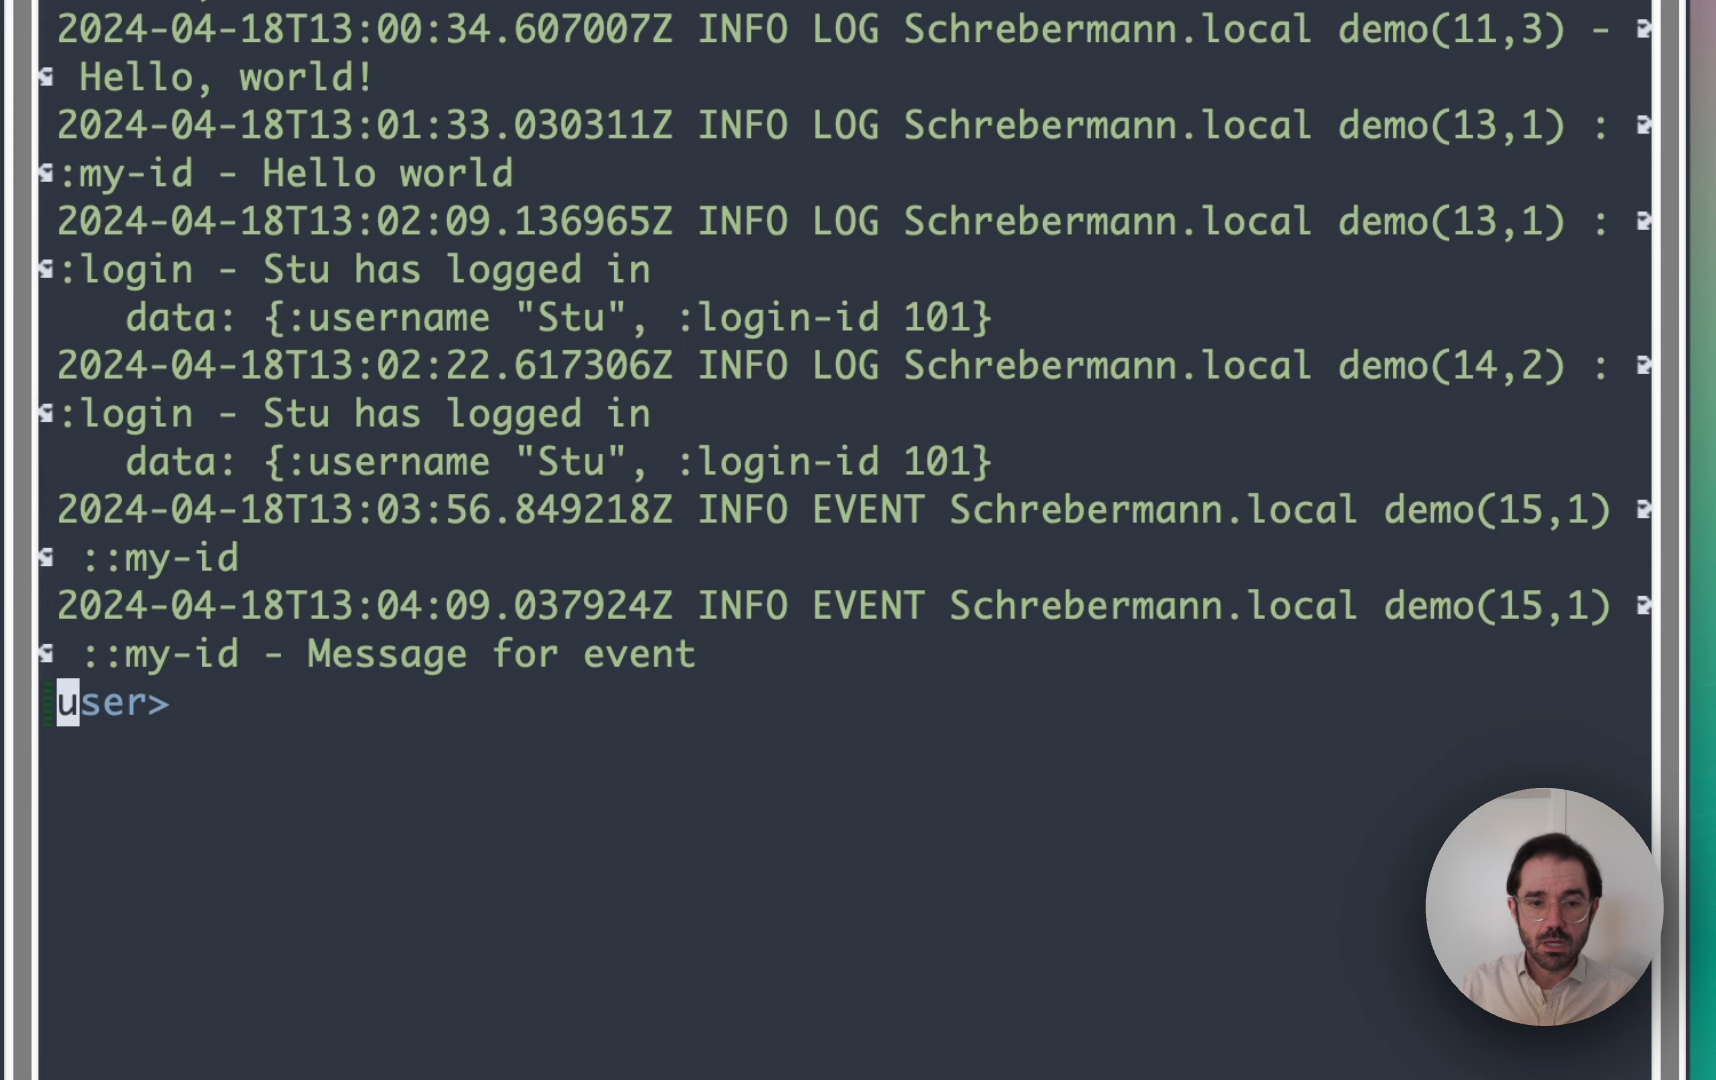 2024-04-18T13:00:34.607007Z INFO LOG Schrebermann.local demo(11,3) -
Hello, world!
2024-04-18T13:01:33.030311Z INFO LOG Schrebermann.local demo(13,1) :
:my-id - Hello world
2024-04-18T13:02:09.136965Z INFO LOG Schrebermann.local demo(13,1) :
:login - Stu has logged in
data: {:username "Stu", :login-id 101}
2024-04-18T13:02:22.617306Z INFO LOG Schrebermann.local demo(14,2) :
:login - Stu has logged in
data: {:username "Stu", :login-id 101}
2024-04-18T13:03:56.849218Z INFO EVENT Schrebermann.local demo(15,1)
::my-id
2024-04-18T13:04:09.037924Z INFO EVENT Schrebermann.local demo(15,1)
::my-id - Message for event
user>